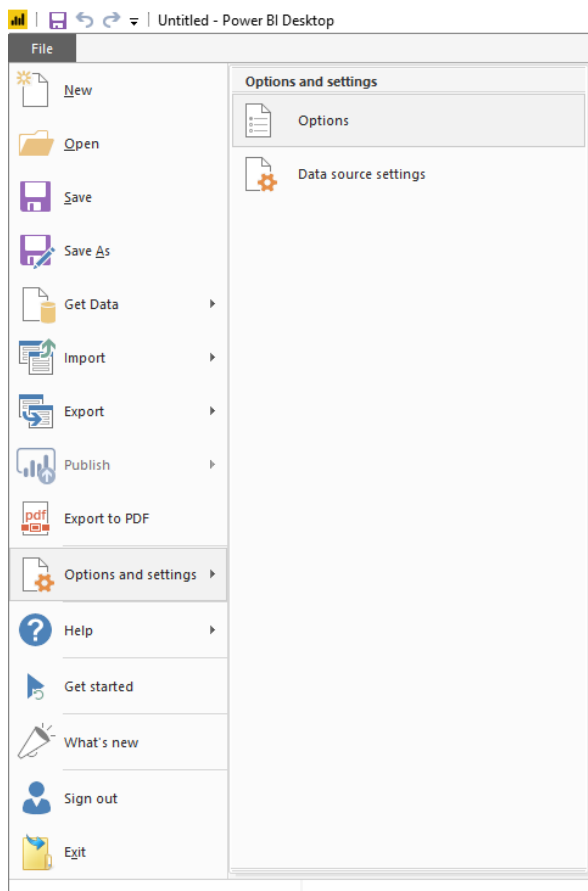 Untitled - Power BI Desktop
File
New
Open
Save
Save As
Get Data
Import
Export
Publish
pdf
Export to PDF
Options and settings
?
Help
Get started
What's new
Sign out
Exit
Options and settings
Options
Data source settings